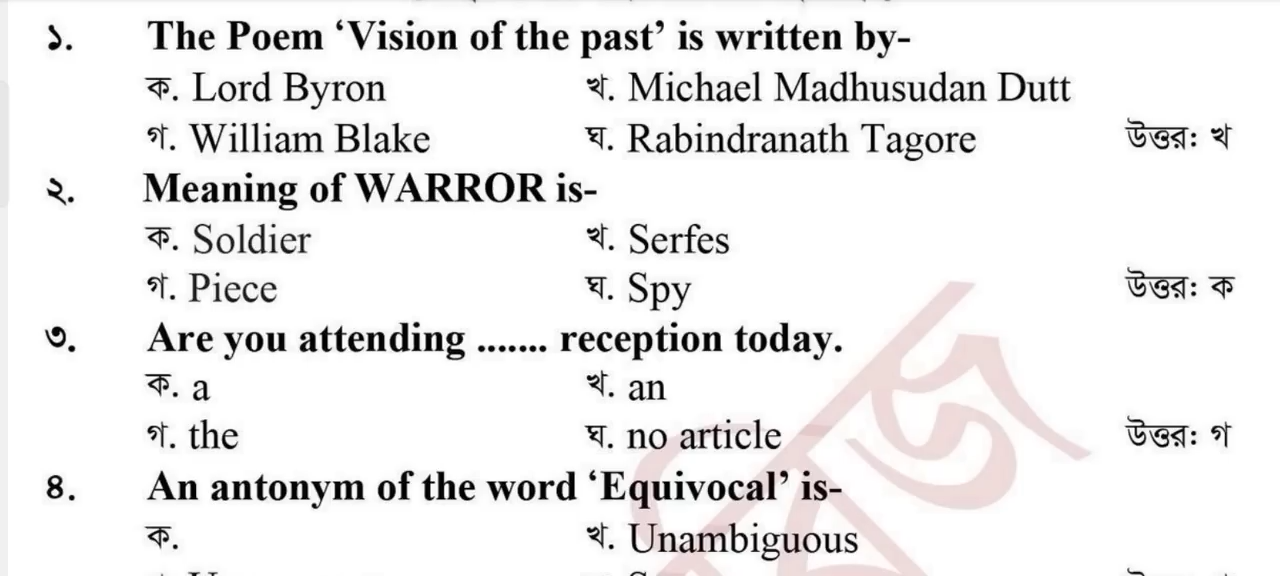 ১. The Poem ‘Vision of the past’ is written by-
ক. Lord Byron খ. Michael Madhusudan Dutt
গ. William Blake ঘ. Rabindranath Tagore উত্তর: খ
২. Meaning of WARROR is-
ক. Soldier খ. Serfes
গ. Piece ঘ. Spy উত্তর: ক
৩. Are you attending ....... reception today.
ক. a খ. an
গ. the ঘ. no article উত্তর: গ
৪. An antonym of the word ‘Equivocal’ is-
ক. খ. Unambiguous